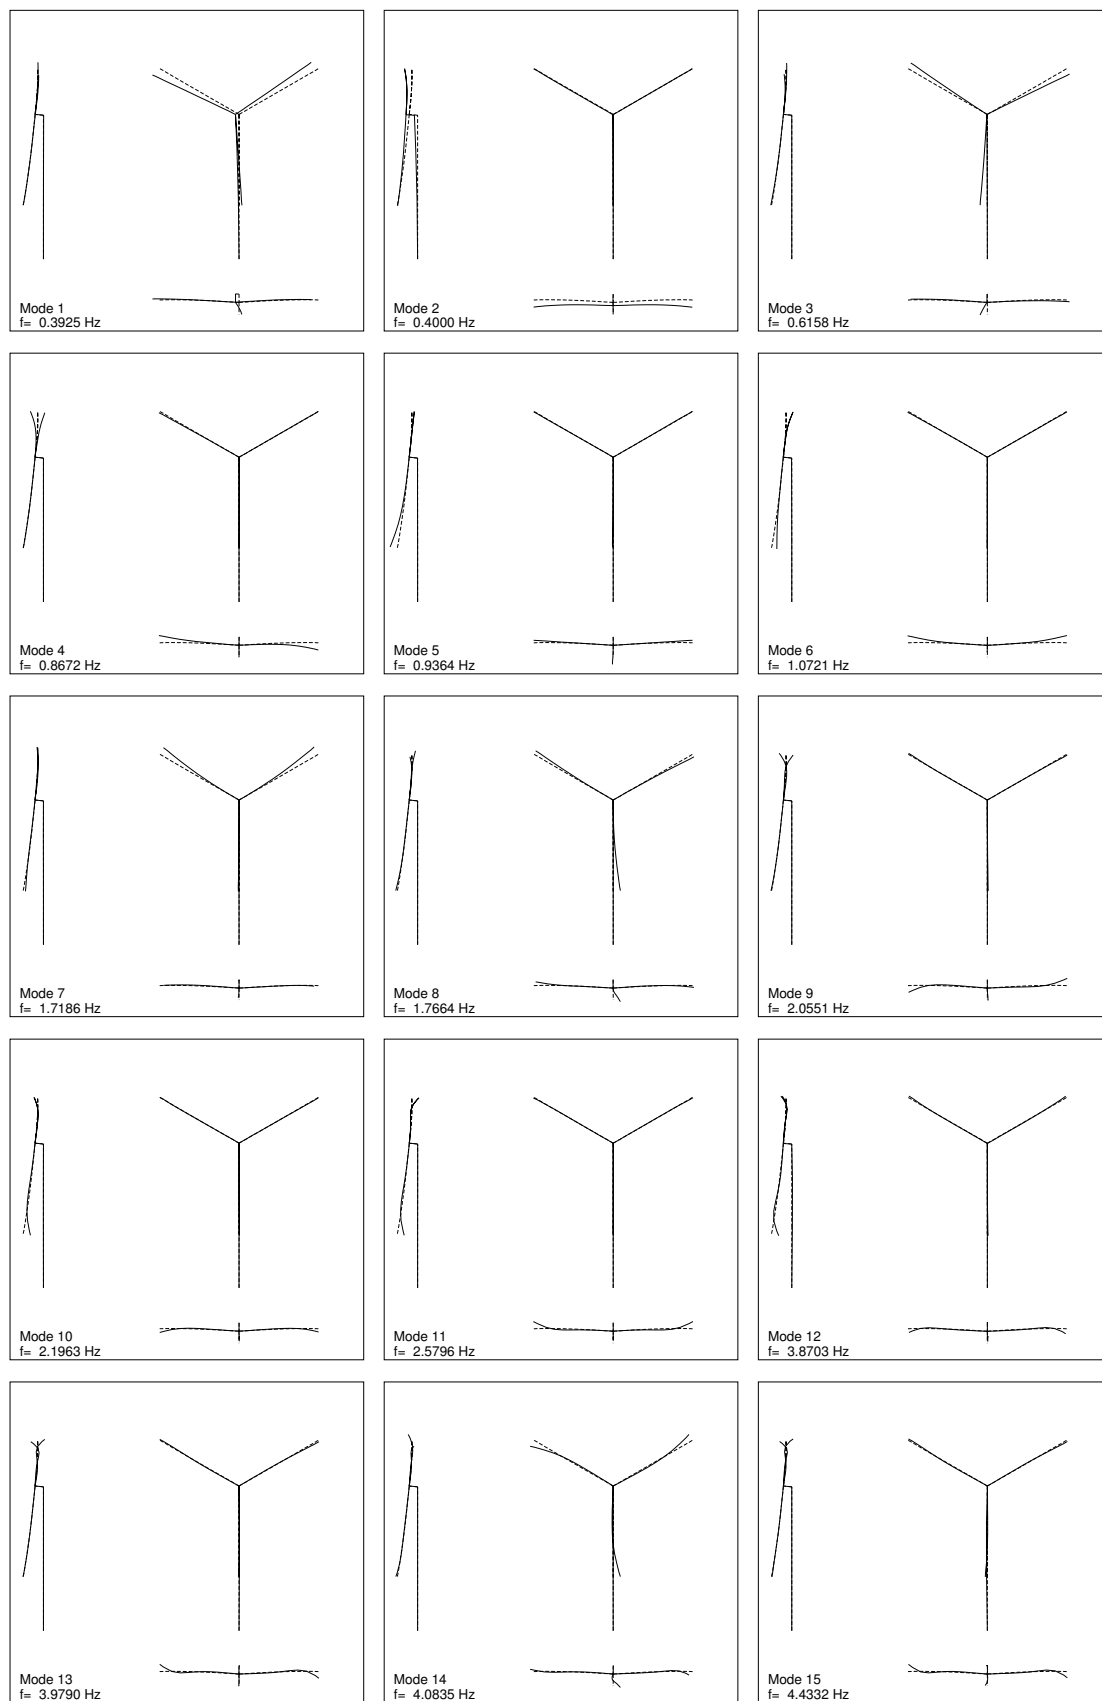 Mode 1
f= 0.3925 Hz
Mode 2
f= 0.4000 Hz
Mode 3
f= 0.6158 Hz
Mode 4
f= 0.8672 Hz
Mode 5
f= 0.9364 Hz
Mode 6
f= 1.0721 Hz
Mode 7
f= 1.7186 Hz
Mode 8
f= 1.7664 Hz
Mode 9
f= 2.0551 Hz
Mode 10
f= 2.1963 Hz
Mode 11
f= 2.5796 Hz
Mode 12
f= 3.8703 Hz
Mode 13
f= 3.9790 Hz
Mode 14
f= 4.0835 Hz
Mode 15
f= 4.4332 Hz